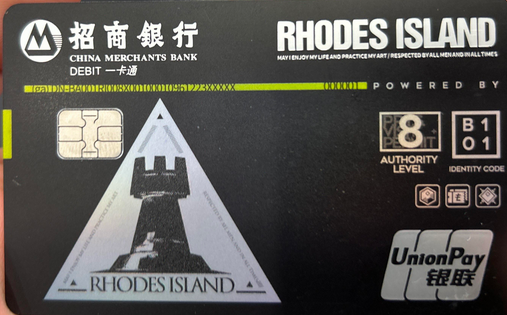 招商銀行
CHINA MERCHANTS BANK
DEBIT 一卡通
RHODES ISLAND
MAY I ENJOY MY LIFE AND PRACTICE MY ART / RESPECTED BY ALL MEN AND IN ALL TIMES
000001
POWERED BY
8
AUTHORITY
LEVEL
B1
01
IDENTITY CODE
RHODES ISLAND
UnionPay
银联